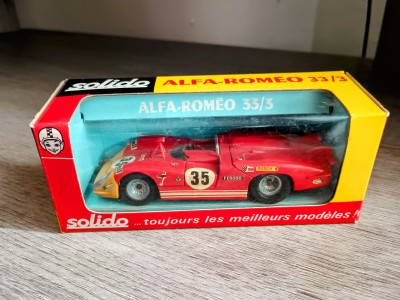 solido ALFA-ROMÉO 33/3
ALFA-ROMÉO 33/3
35
solido ...toujours les meilleurs modèles !